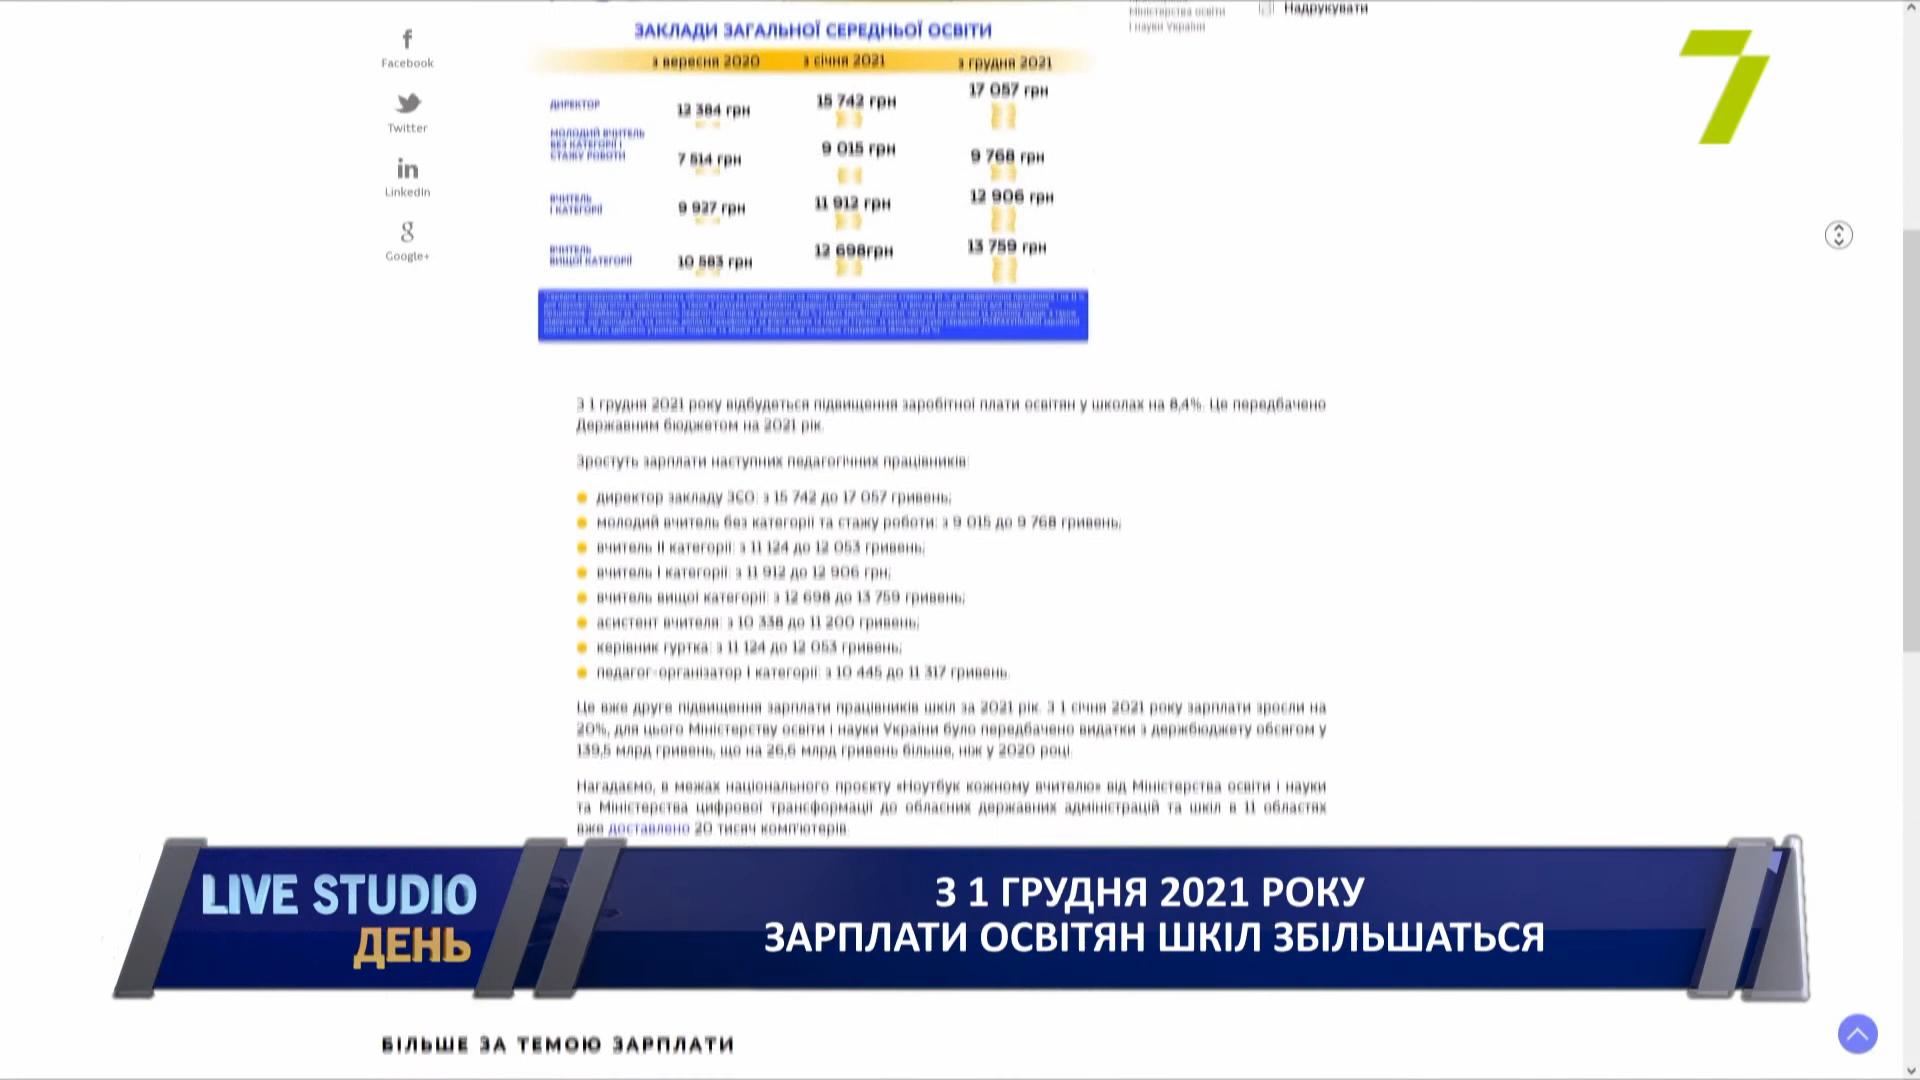 Міністерства освіти
і науки України
Надрукувати
Facebook
Twitter
LinkedIn
Google+
ЗАКЛАДИ ЗАГАЛЬНОЇ СЕРЕДНЬОЇ ОСВІТИ
з вересня 2020 з січня 2021 з грудня 2021
ДИРЕКТОР 12 384 грн 15 742 грн 17 057 грн
МОЛОДИЙ ВЧИТЕЛЬ
БЕЗ КАТЕГОРІЇ І
СТАЖУ РОБОТИ 7 514 грн 9 015 грн 9 768 грн
ВЧИТЕЛЬ
І КАТЕГОРІЇ 9 927 грн 11 912 грн 12 906 грн
ВЧИТЕЛЬ
ВИЩОЇ КАТЕГОРІЇ 10 583 грн 12 698грн 13 759 грн
З 1 грудня 2021 року відбудеться підвищення заробітної плати освітян у школах на 8,4%. Це передбачено
Державним бюджетом на 2021 рік.
Зростуть зарплати наступних педагогічних працівників:
директор закладу ЗСО: з 15 742 до 17 057 гривень;
молодий вчитель без категорії та стажу роботи: з 9 015 до 9 768 гривень;
вчитель ІІ категорії: з 11 124 до 12 053 гривень;
вчитель І категорії: з 11 912 до 12 906 грн;
вчитель вищої категорії: з 12 698 до 13 759 гривень;
асистент вчителя: з 10 338 до 11 200 гривень;
керівник гуртка: з 11 124 до 12 053 гривень;
педагог-організатор І категорії: з 10 445 до 11 317 гривень.
Це вже друге підвищення зарплати працівників шкіл за 2021 рік. З 1 січня 2021 року зарплати зросли на
20%, для цього Міністерству освіти і науки України було передбачено видатки з держбюджету обсягом у
139,5 млрд гривень, що на 26,6 млрд гривень більше, ніж у 2020 році.
Нагадаємо, в межах національного проєкту «Ноутбук кожному вчителю» від Міністерства освіти і науки
та Міністерства цифрової трансформації до обласних державних адміністрацій та шкіл в 11 областях
вже доставлено 20 тисяч комп'ютерів.
LIVE STUDIO
ДЕНЬ
З 1 ГРУДНЯ 2021 РОКУ
ЗАРПЛАТИ ОСВІТЯН ШКІЛ ЗБІЛЬШАТЬСЯ
БІЛЬШЕ ЗА ТЕМОЮ ЗАРПЛАТИ
7